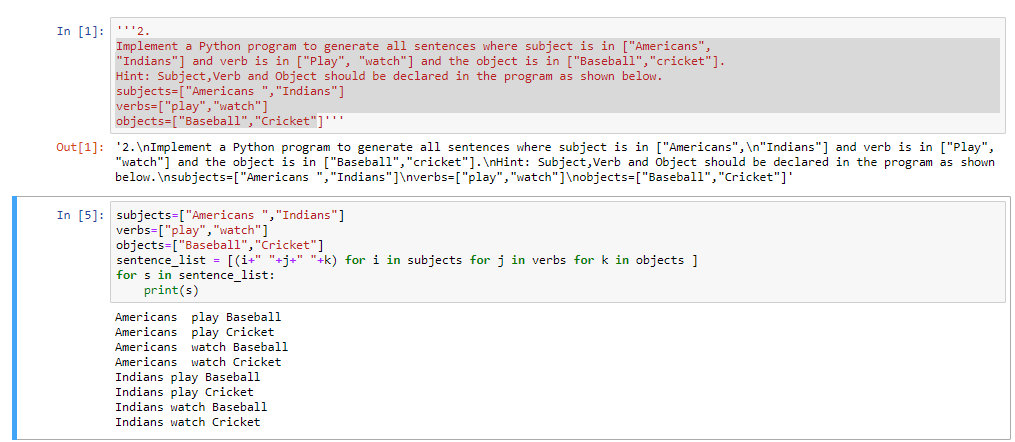 In [1]: '''2.
Implement a Python program to generate all sentences where subject is in ["Americans",
"Indians"] and verb is in ["Play", "watch"] and the object is in ["Baseball","cricket"].
Hint: Subject,Verb and Object should be declared in the program as shown below.
subjects=["Americans ","Indians"]
verbs=["play","watch"]
objects=["Baseball","Cricket"]'''
Out[1]: '2.\nImplement a Python program to generate all sentences where subject is in ["Americans",\n"Indians"] and verb is in ["Play",
"watch"] and the object is in ["Baseball","cricket"].\nHint: Subject,Verb and Object should be declared in the program as shown
below.\nsubjects=["Americans ","Indians"]\nverbs=["play","watch"]\nobjects=["Baseball","Cricket"]'
In [5]: subjects=["Americans ","Indians"]
verbs=["play","watch"]
objects=["Baseball","Cricket"]
sentence_list = [(i+" "+j+" "+k) for i in subjects for j in verbs for k in objects ]
for s in sentence_list:
    print(s)
Americans  play Baseball
Americans  play Cricket
Americans  watch Baseball
Americans  watch Cricket
Indians play Baseball
Indians play Cricket
Indians watch Baseball
Indians watch Cricket